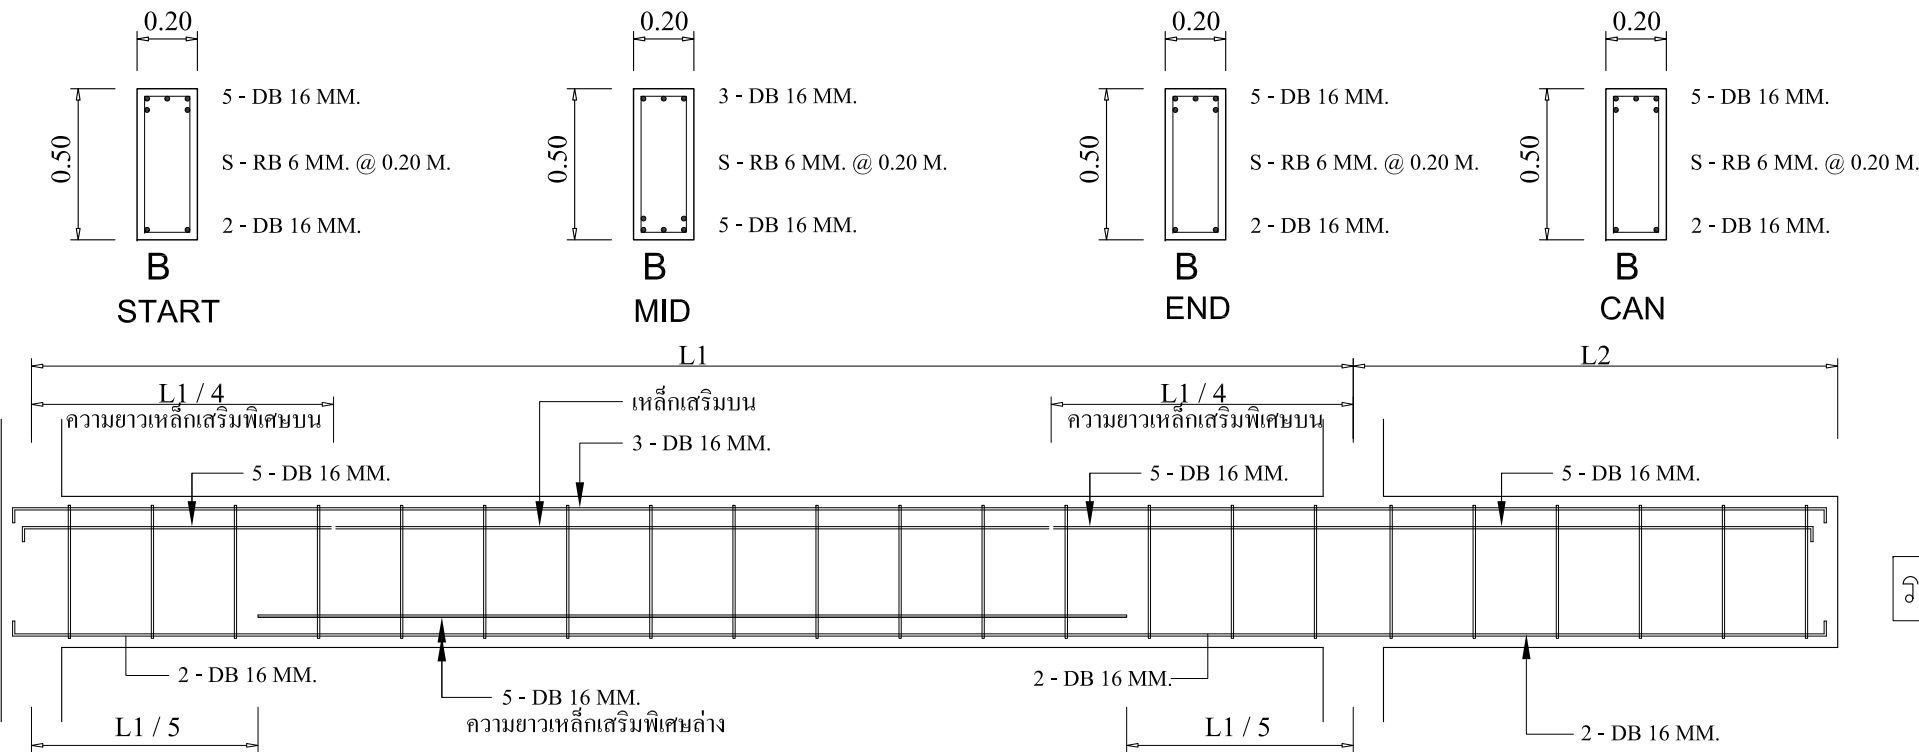 0.20
0.20
0.20
0.20
5 - DB 16 MM.
3 - DB 16 MM.
5 - DB 16 MM.
5 - DB 16 MM.
0.50
0.50
0.50
0.50
S - RB 6 MM. @ 0.20 M.
S - RB 6 MM. @ 0.20 M.
S - RB 6 MM. @ 0.20 M.
S - RB 6 MM. @ 0.20 M.
2 - DB 16 MM.
5 - DB 16 MM.
2 - DB 16 MM.
2 - DB 16 MM.
B
B
B
B
START
MID
END
CAN
L1
L2
L1 / 4
L1 / 4
เหล็กเสริมบน
ความยาวเหล็กเสริมพิเศษบน
ความยาวเหล็กเสริมพิเศษบน
3 - DB 16 MM.
5 - DB 16 MM.
5 - DB 16 MM.
5 - DB 16 MM.
2 - DB 16 MM.
2 - DB 16 MM.
5 - DB 16 MM.
ความยาวเหล็กเสริมพิเศษล่าง
L1 / 5
L1 / 5
2 - DB 16 MM.